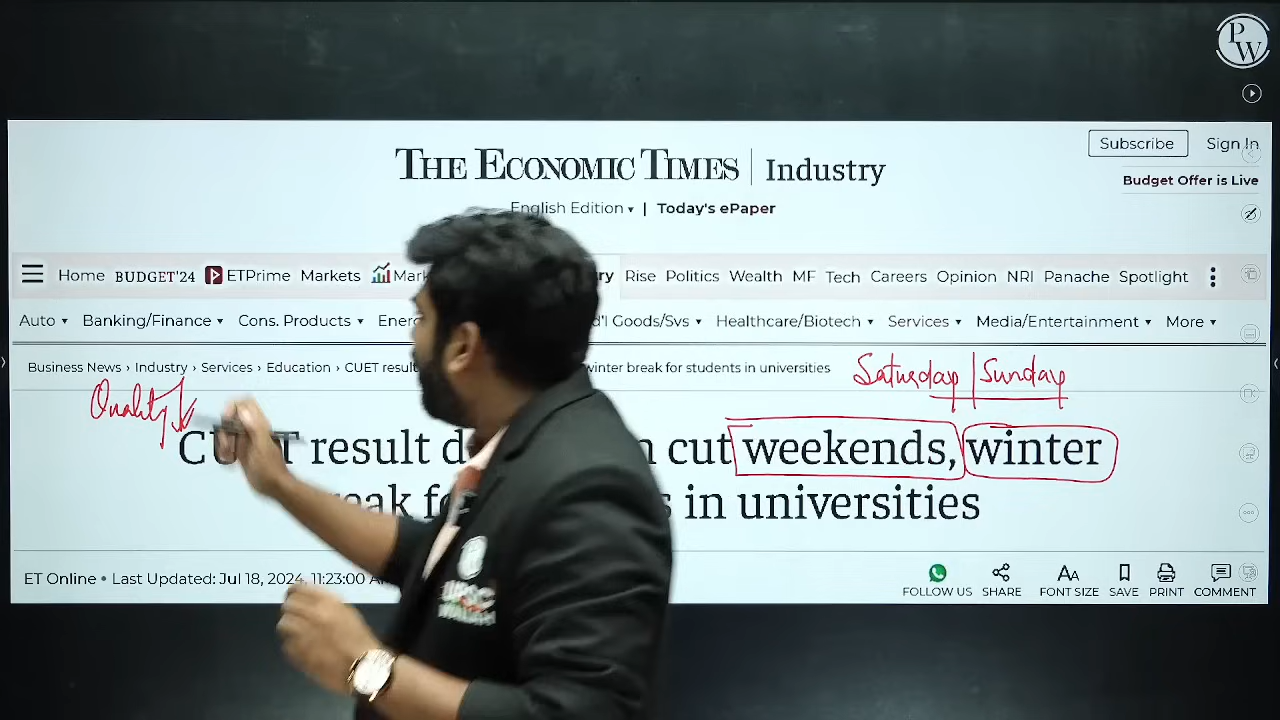 PW
Subscribe Sign In
THE ECONOMIC TIMES | Industry
Budget Offer is Live
English Edition ▾ | Today's ePaper
Home BUDGET'24 ETPrime Markets Rise Politics Wealth MF Tech Careers Opinion NRI Panache Spotlight
Auto ▾ Banking/Finance ▾ Cons. Products ▾ Goods/Svs ▾ Healthcare/Biotech ▾ Services ▾ Media/Entertainment ▾ More ▾
Business News › Industry › Services › Education › CUET winter break for students in universities
Saturday | Sunday
Quality
CUET result cut weekends, winter
in universities
ET Online • Last Updated: Jul 18, 2024, 11:23:00
FOLLOW US SHARE FONT SIZE SAVE PRINT COMMENT